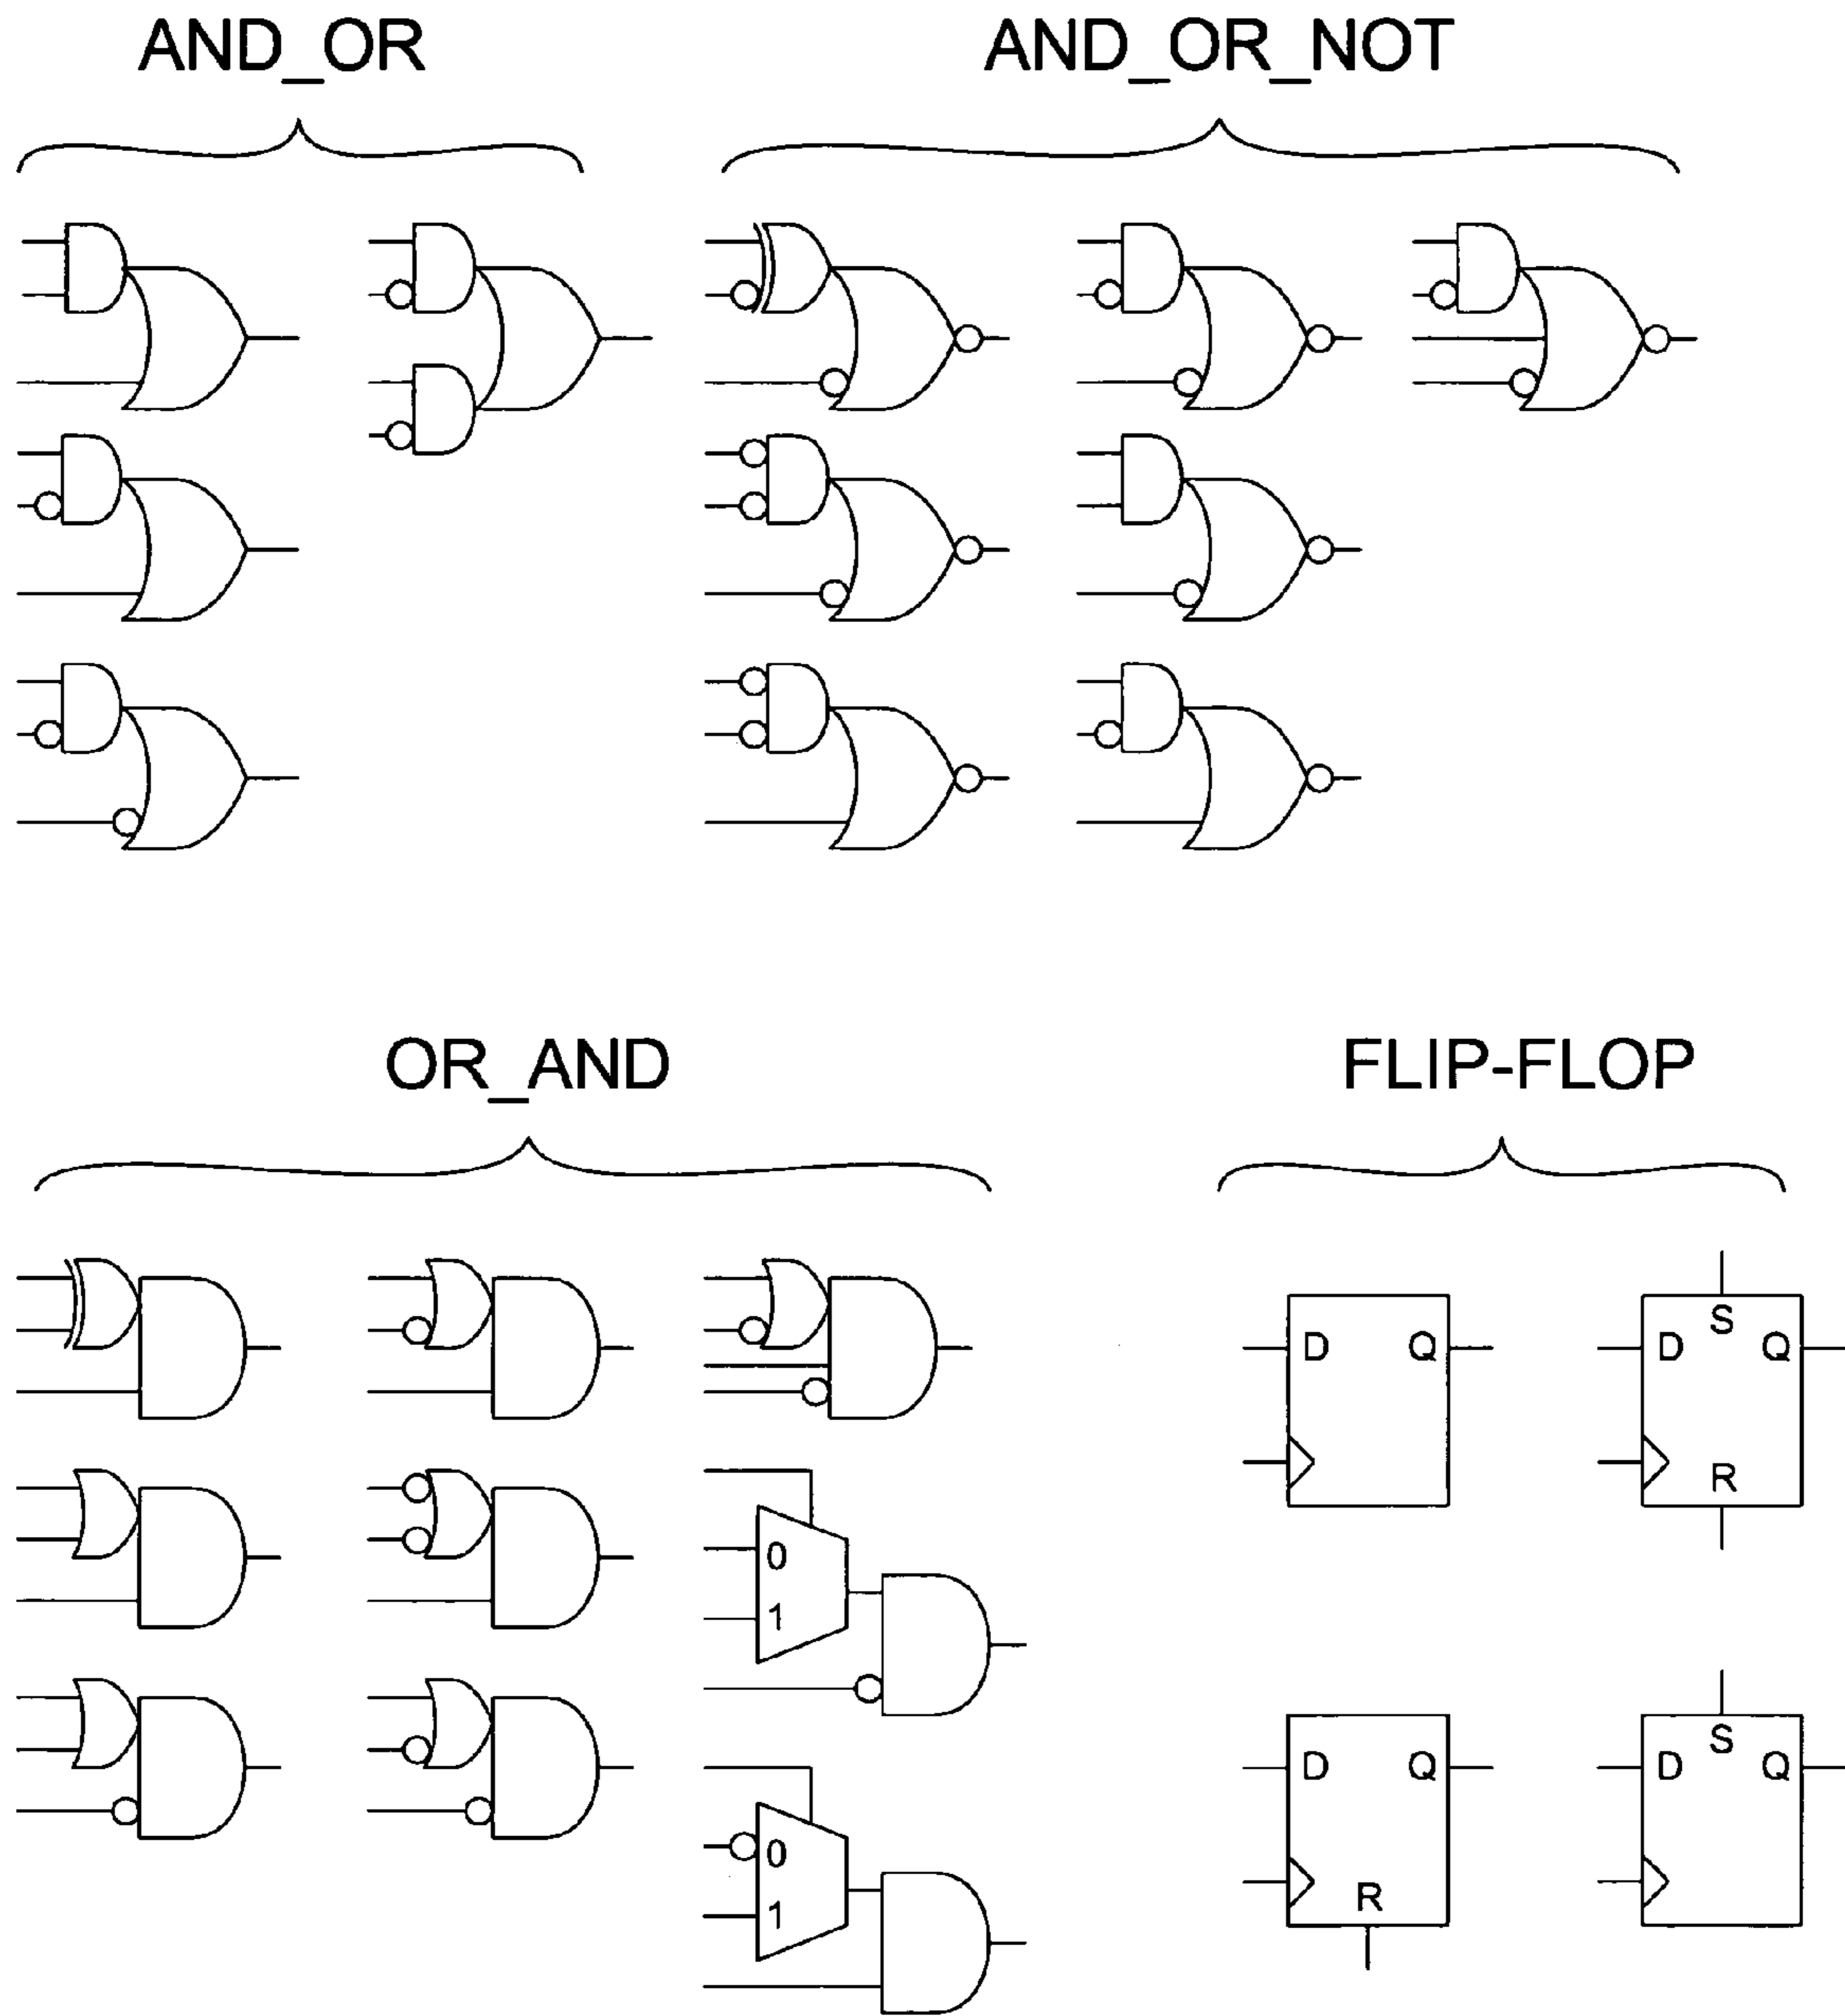 AND_OR
AND_OR_NOT
OR_AND
FLIP-FLOP
D Q
S
D Q
R
0
1
D Q
R
S
D Q
0
1